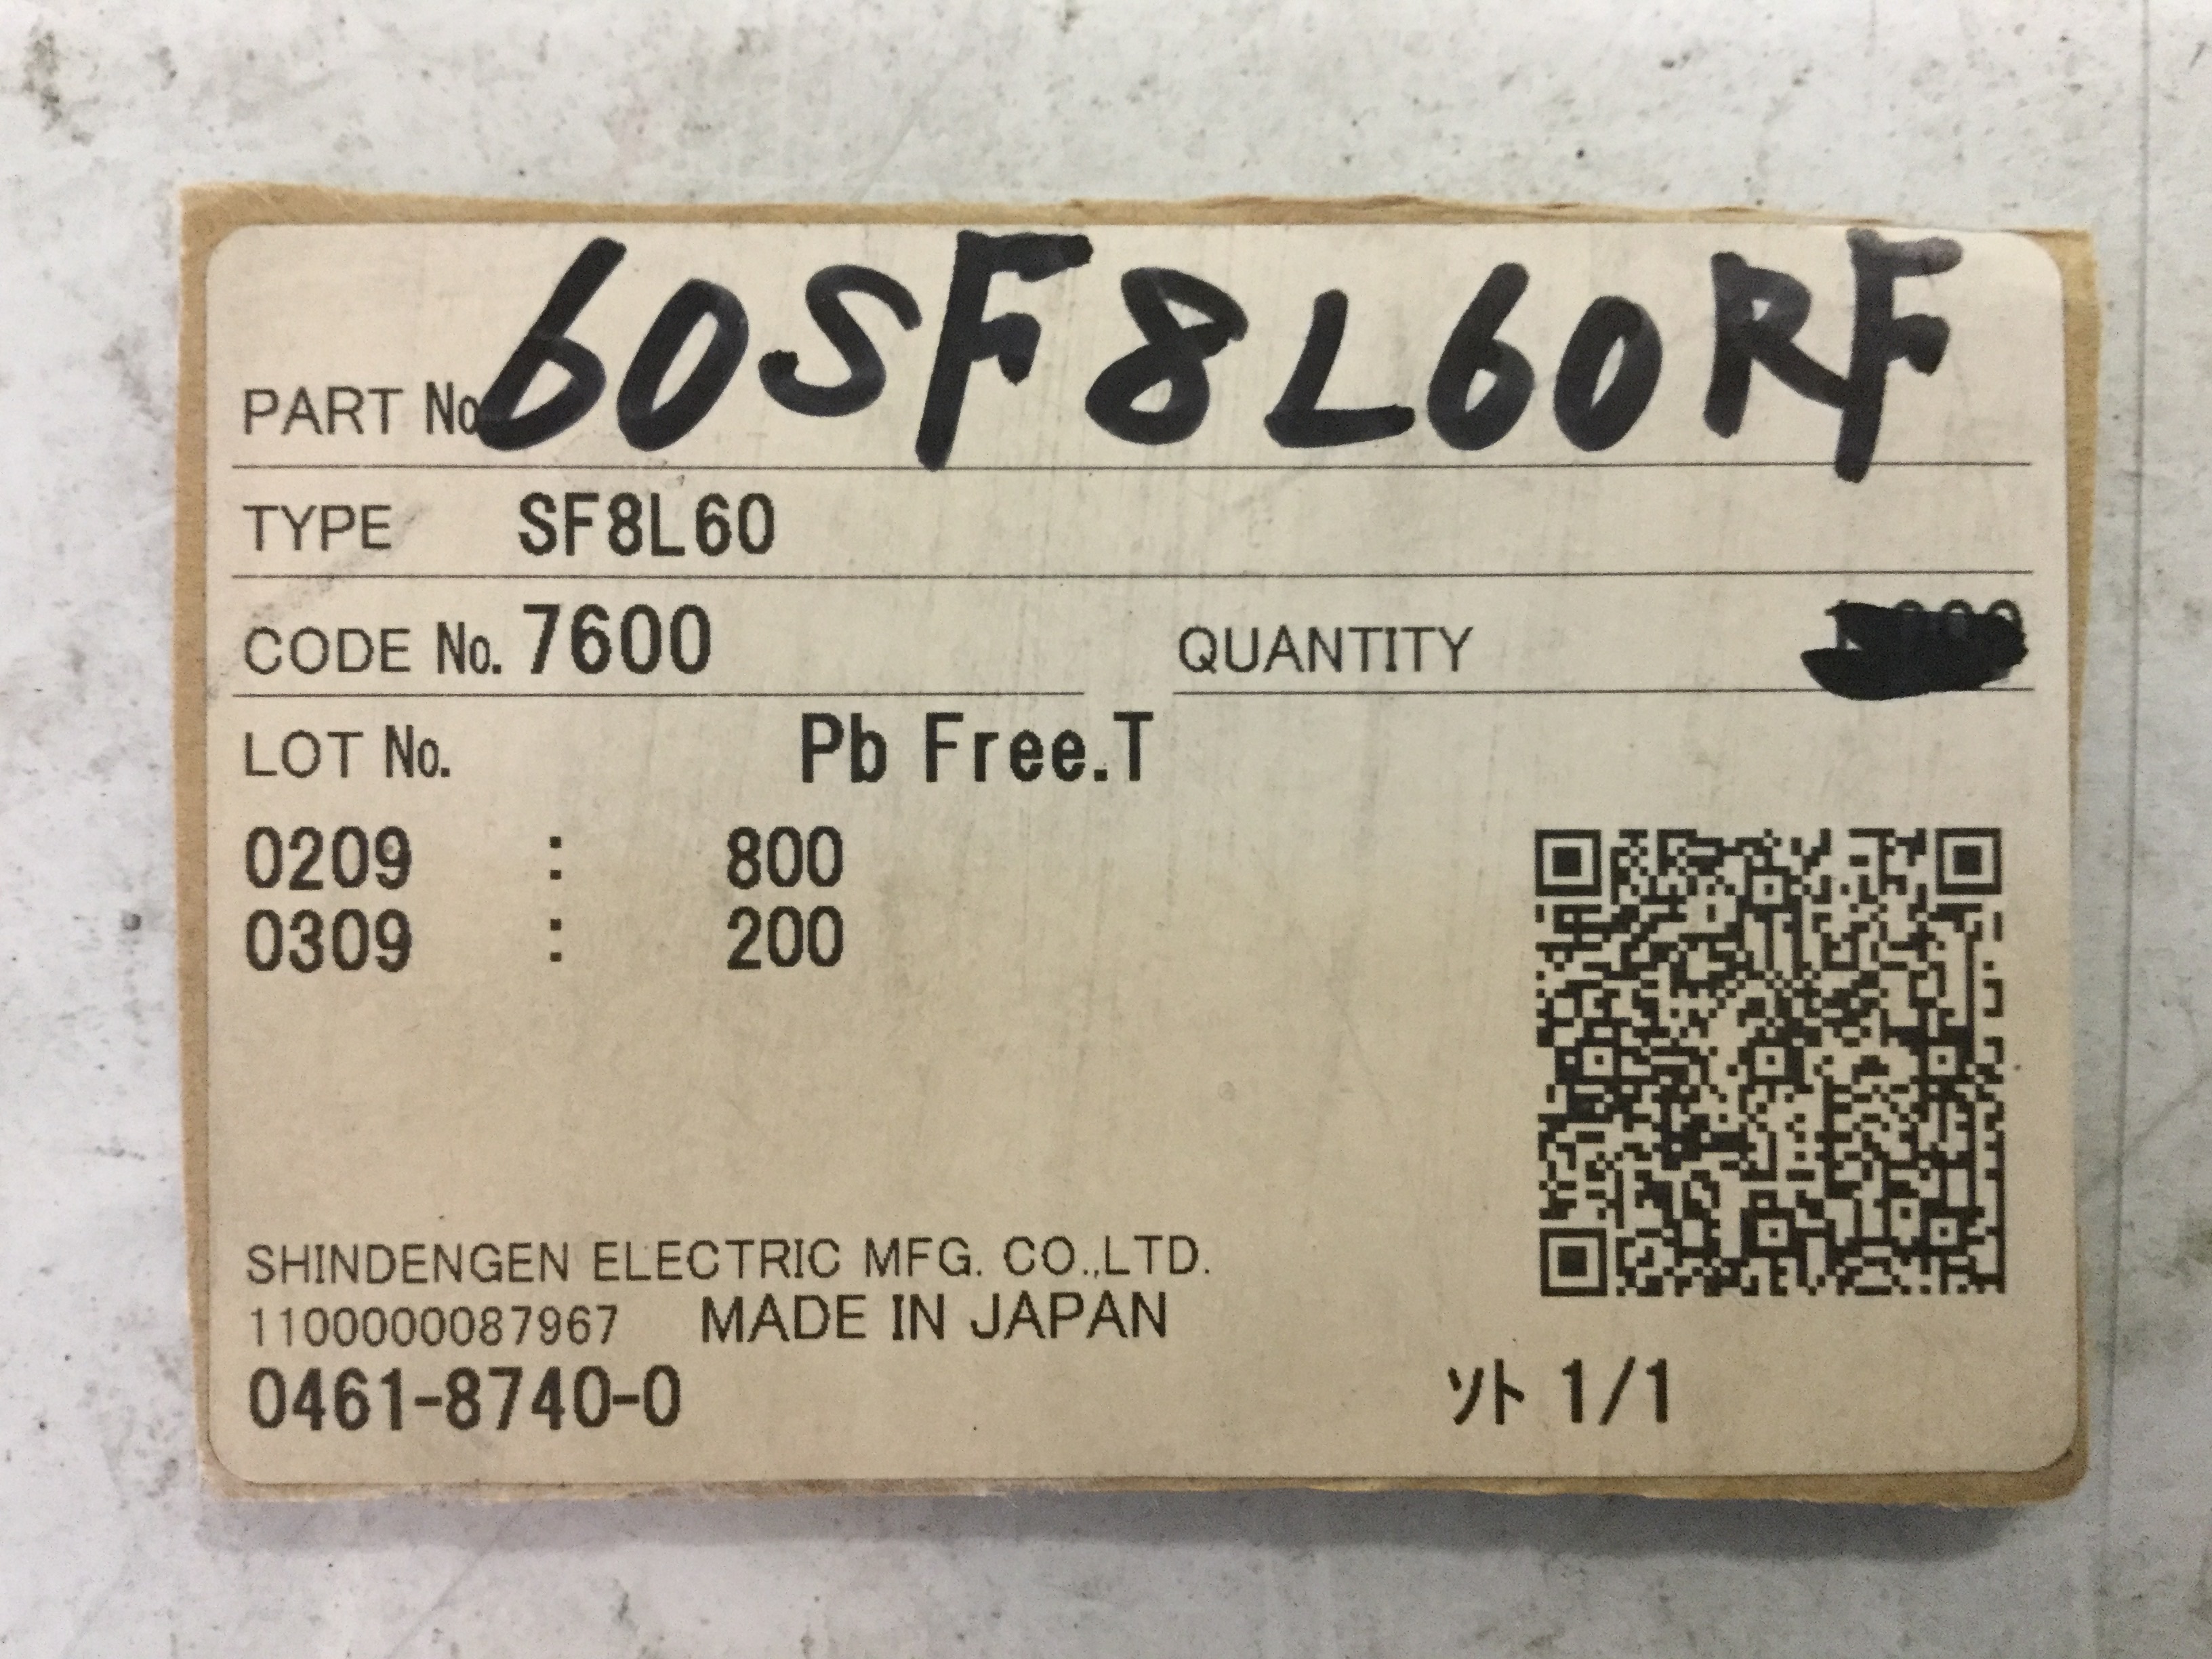 PART No 60SF8L60RF
TYPE SF8L60
CODE No. 7600 QUANTITY
LOT No. Pb Free.T
0209 : 800
0309 : 200
SHINDENGEN ELECTRIC MFG. CO.,LTD.
1100000087967 MADE IN JAPAN
0461-8740-0 ソト 1/1